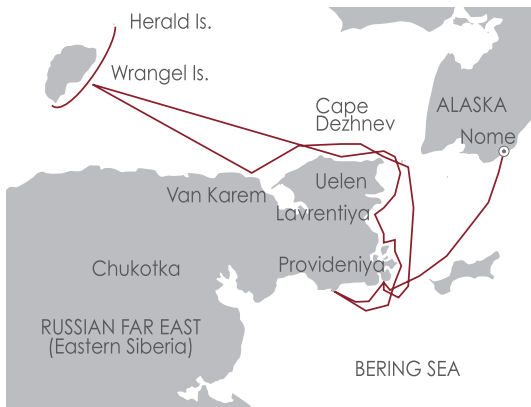 Herald Is.
Wrangel Is.
Cape
Dezhnev
ALASKA
Nome
Uelen
Van Karem
Lavrentiya
Provideniya
Chukotka
RUSSIAN FAR EAST
(Eastern Siberia)
BERING SEA